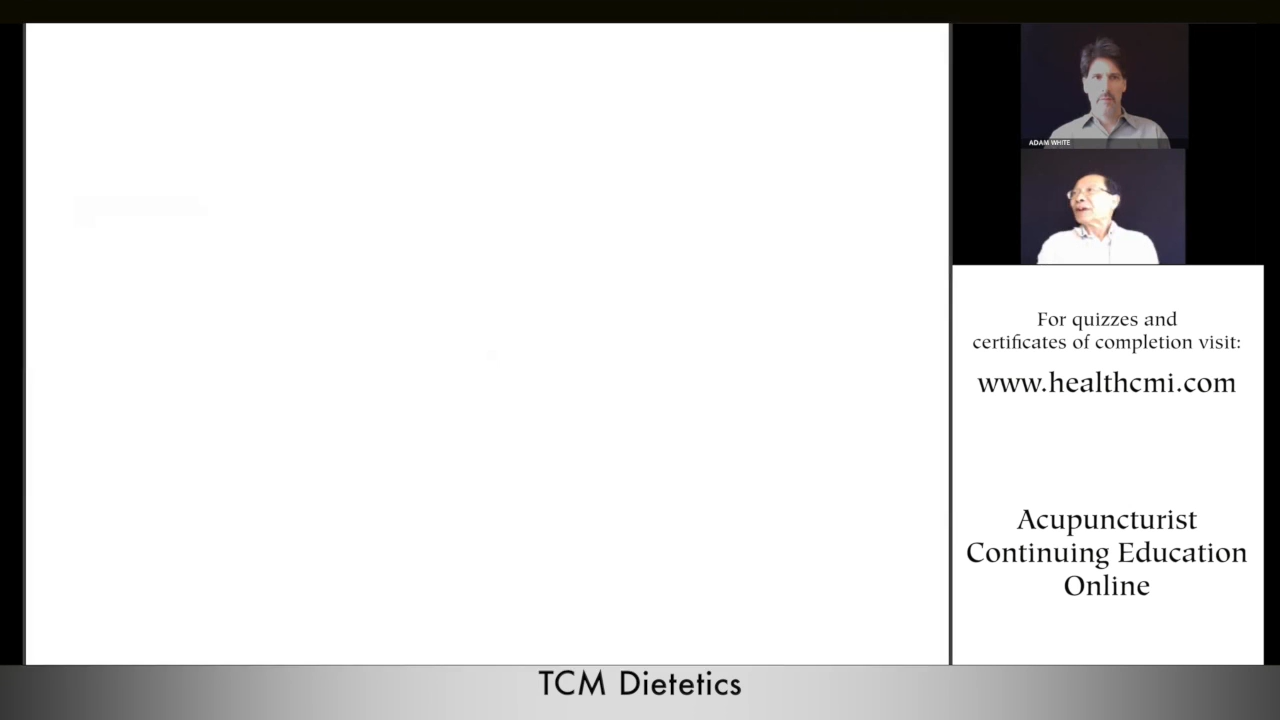 ADAM WHITE
For quizzes and
certificates of completion visit:
www.healthcmi.com
Acupuncturist
Continuing Education
Online
TCM Dietetics